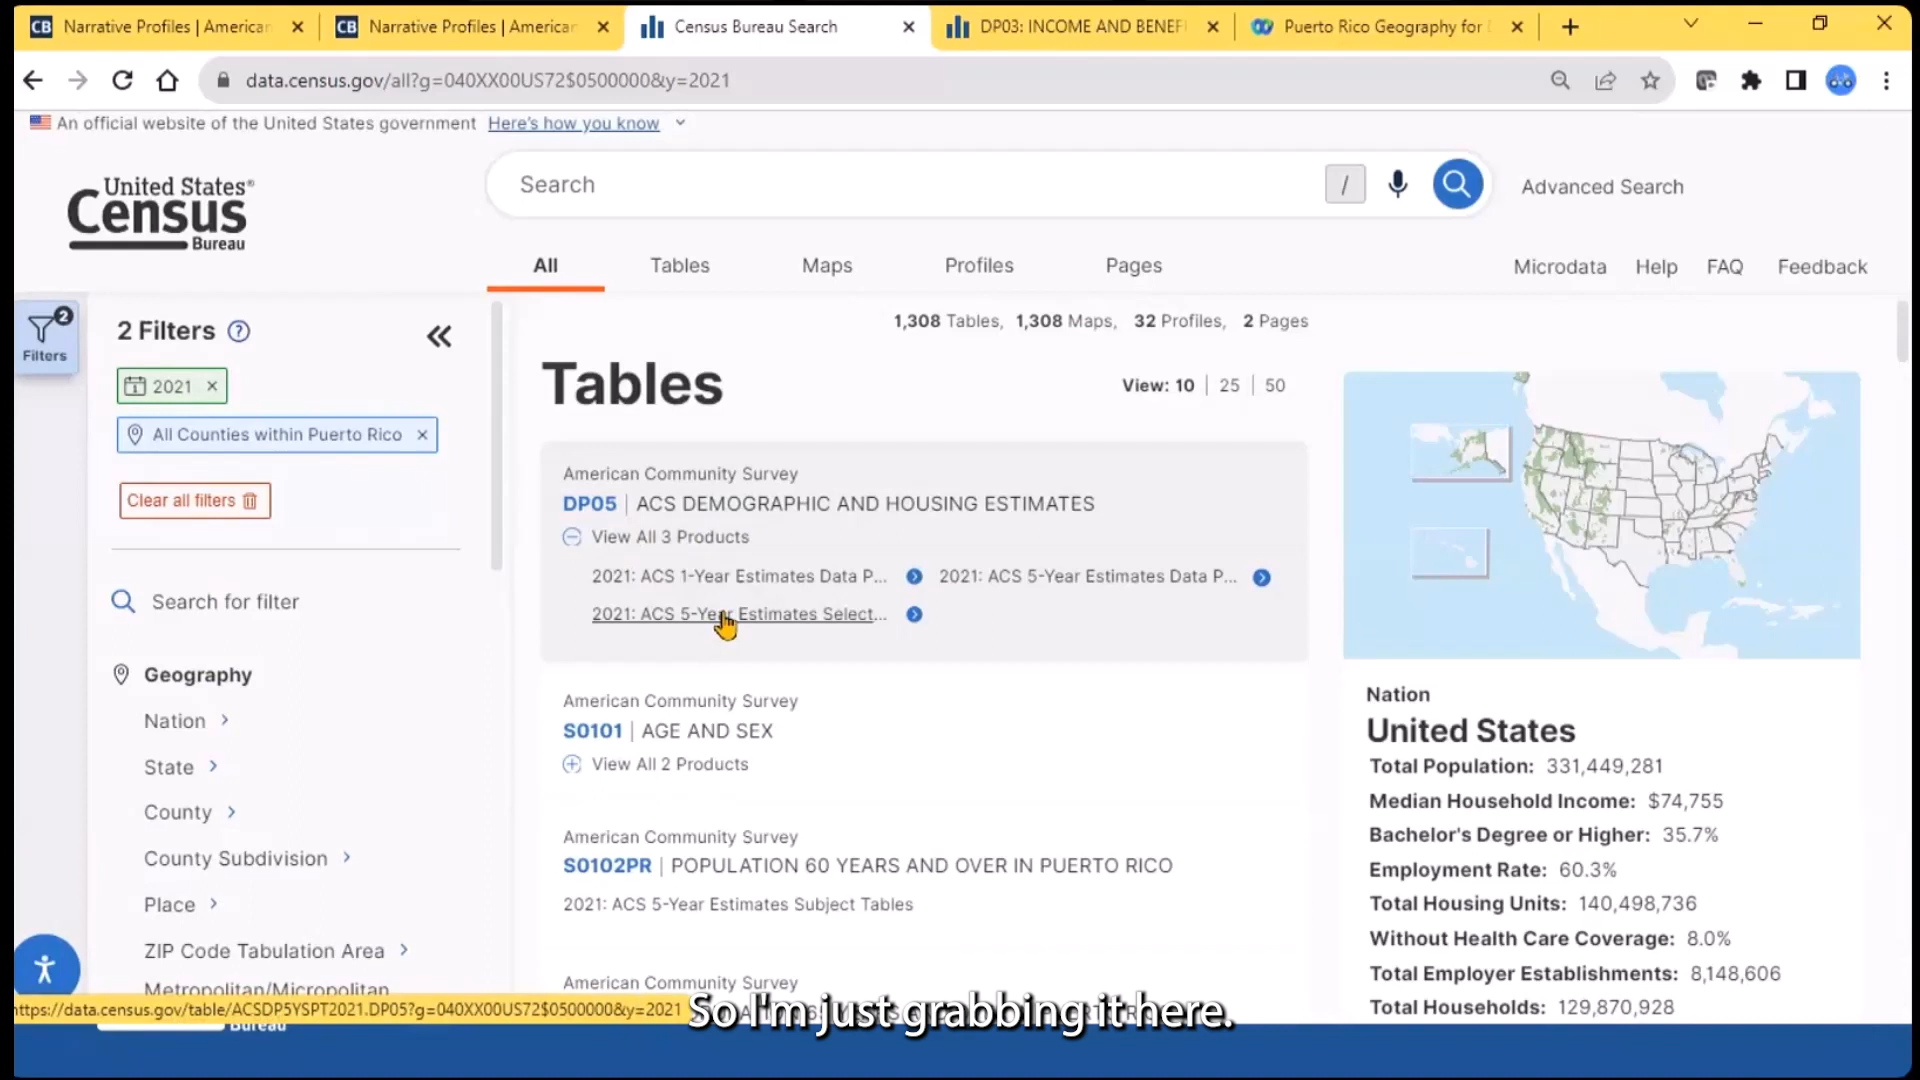 CB Narrative Profiles | American
CB Narrative Profiles | American
Census Bureau Search
DP03: INCOME AND BENEF
Puerto Rico Geography for
data.census.gov/all?g=040XX00US72$0500000&y=2021
An official website of the United States government Here's how you know
United States®
Census
Bureau
Search
/
Advanced Search
All
Tables
Maps
Profiles
Pages
Microdata
Help
FAQ
Feedback
2
Filters
2 Filters ?
2021 ×
All Counties within Puerto Rico ×
Clear all filters
Search for filter
Geography
Nation
State
County
County Subdivision
Place
ZIP Code Tabulation Area
Metropolitan/Micropolitan
1,308 Tables, 1,308 Maps, 32 Profiles, 2 Pages
Tables
View: 10 | 25 | 50
American Community Survey
DP05 | ACS DEMOGRAPHIC AND HOUSING ESTIMATES
View All 3 Products
2021: ACS 1-Year Estimates Data P...
2021: ACS 5-Year Estimates Data P...
2021: ACS 5-Year Estimates Select...
American Community Survey
S0101 | AGE AND SEX
View All 2 Products
American Community Survey
S0102PR | POPULATION 60 YEARS AND OVER IN PUERTO RICO
2021: ACS 5-Year Estimates Subject Tables
American Community Survey
Nation
United States
Total Population: 331,449,281
Median Household Income: $74,755
Bachelor's Degree or Higher: 35.7%
Employment Rate: 60.3%
Total Housing Units: 140,498,736
Without Health Care Coverage: 8.0%
Total Employer Establishments: 8,148,606
Total Households: 129,870,928
https://data.census.gov/table/ACSDP5YSPT2021.DP05?g=040XX00US72$0500000&y=2021
Bureau
So I'm just grabbing it here.